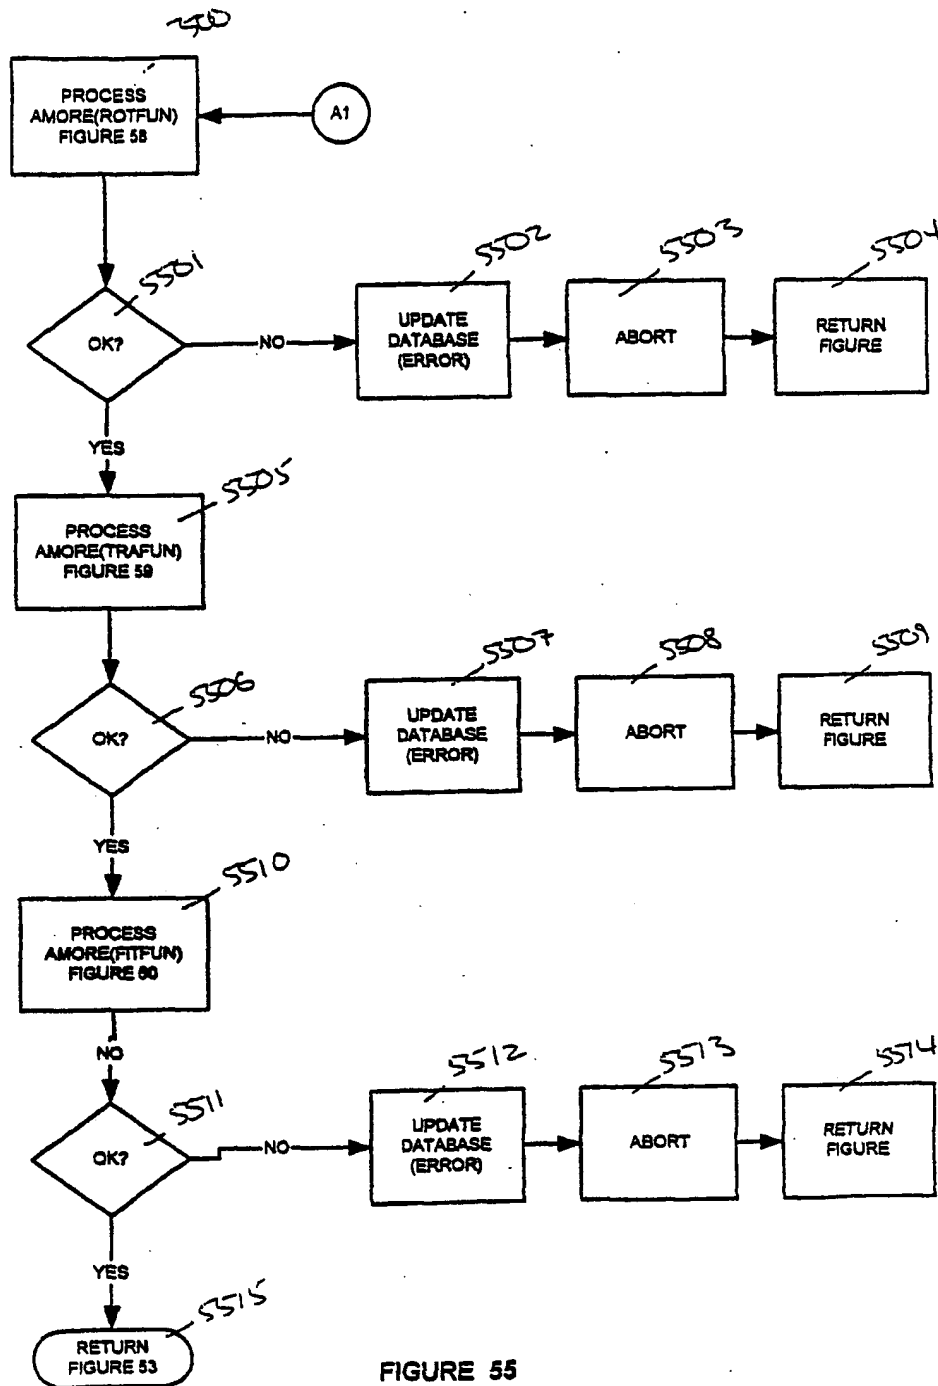 PROCESS
AMORE(ROTFUN)
FIGURE 58
A1
5501
OK?
NO
5502
UPDATE
DATABASE
(ERROR)
5503
ABORT
5504
RETURN
FIGURE
YES
5505
PROCESS
AMORE(TRAFUN)
FIGURE 59
5506
OK?
NO
5507
UPDATE
DATABASE
(ERROR)
5508
ABORT
5509
RETURN
FIGURE
YES
5510
PROCESS
AMORE(FITFUN)
FIGURE 60
NO
5511
OK?
NO
5512
UPDATE
DATABASE
(ERROR)
5513
ABORT
5514
RETURN
FIGURE
YES
5515
RETURN
FIGURE 53
FIGURE 55